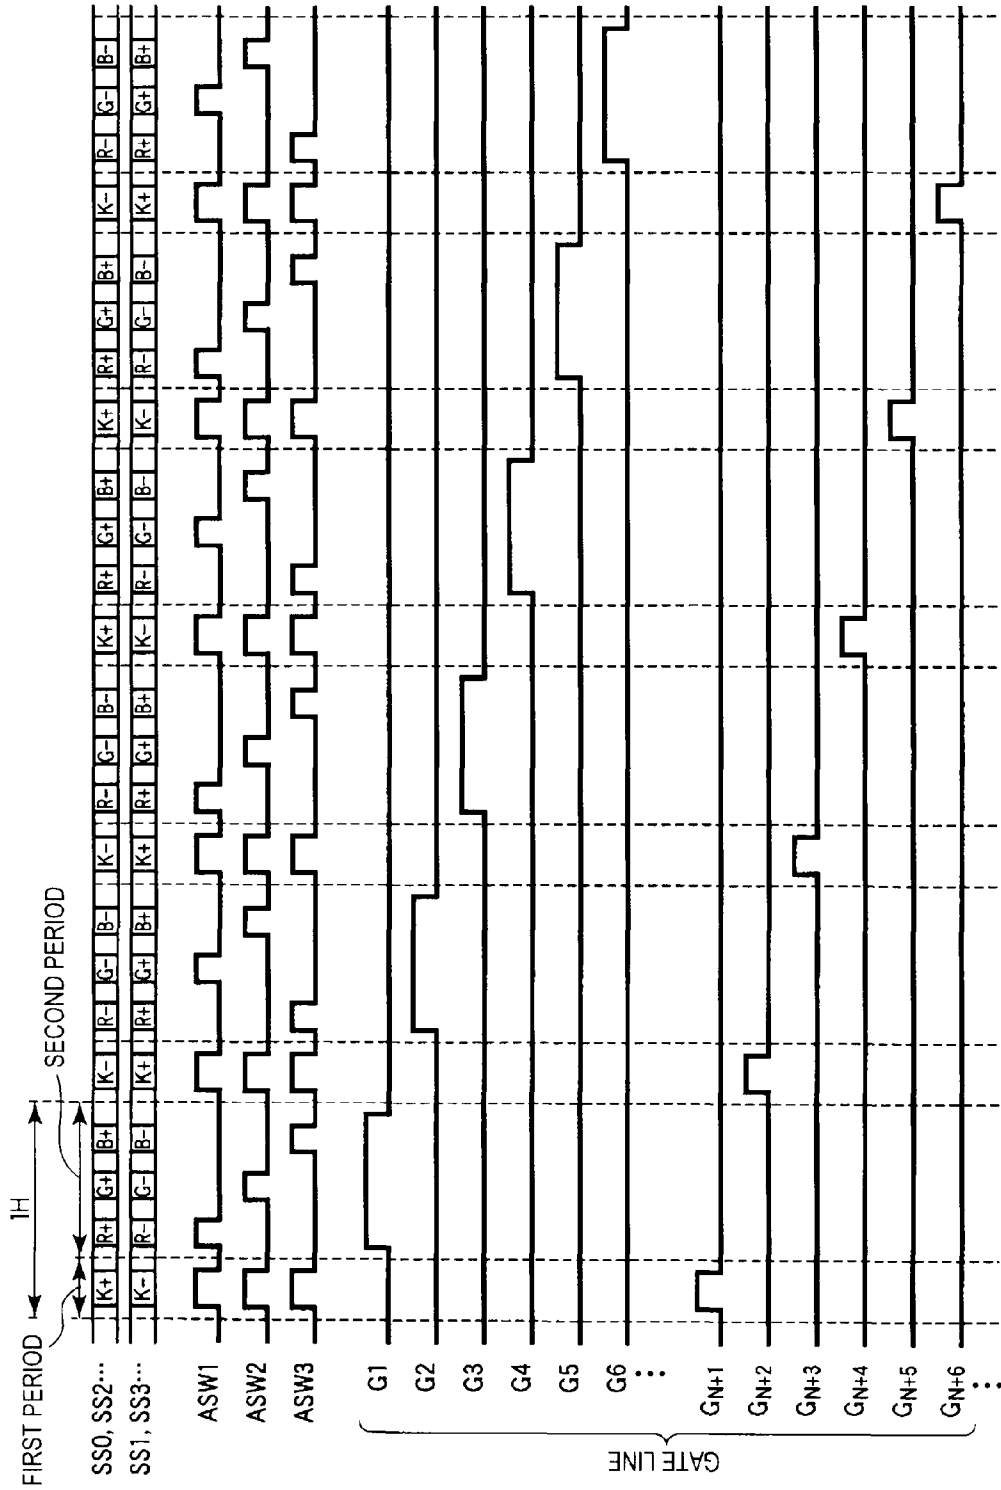 1H
FIRST PERIOD
SECOND PERIOD
SS0, SS2... K+ R+ G+ B+ K- R- G- B- K- R- G- B- K+ R+ G+ B+ K+ R+ G+ B+ K- R- G- B-
SS1, SS3... K- R- G- B- K+ R+ G+ B+ K+ R+ G+ B+ K- R- G- B- K- R- G- B- K+ R+ G+ B+
ASW1
ASW2
ASW3
GATE LINE
G1
G2
G3
G4
G5
G6
⋮
GN+1
GN+2
GN+3
GN+4
GN+5
GN+6
⋮